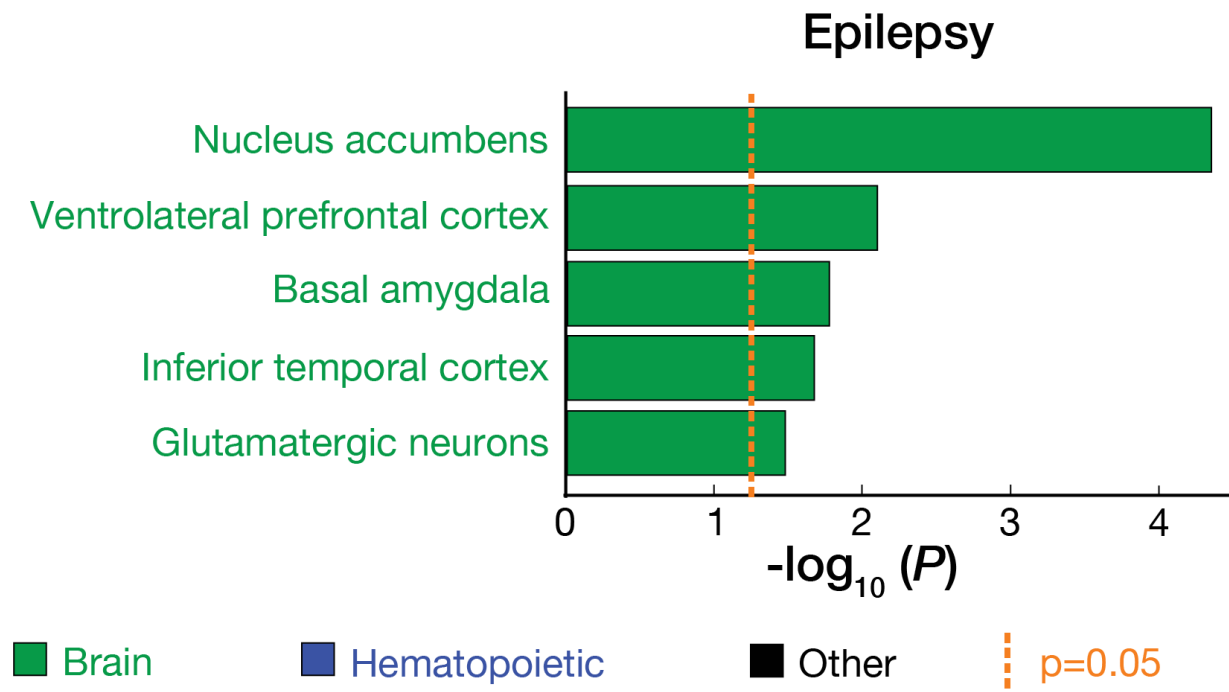 Epilepsy
Nucleus accumbens
Ventrolateral prefrontal cortex
Basal amygdala
Inferior temporal cortex
Glutamatergic neurons
0 1 2 3 4
-log₁₀ (P)
Brain Hematopoietic Other p=0.05